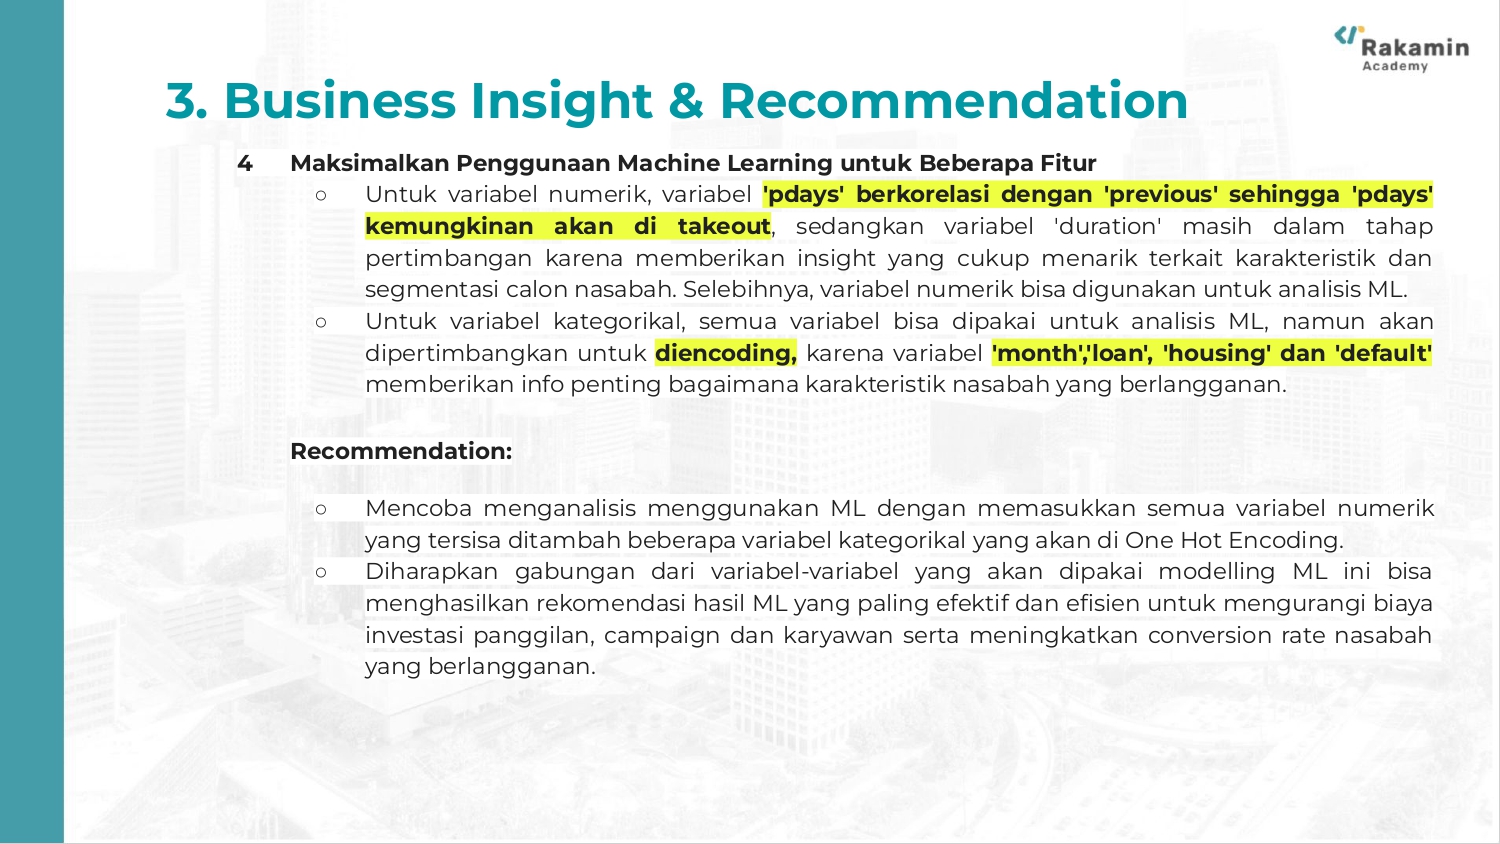 Rakamin
Academy
3. Business Insight & Recommendation
4 Maksimalkan Penggunaan Machine Learning untuk Beberapa Fitur
○ Untuk variabel numerik, variabel 'pdays' berkorelasi dengan 'previous' sehingga 'pdays'
kemungkinan akan di takeout, sedangkan variabel 'duration' masih dalam tahap
pertimbangan karena memberikan insight yang cukup menarik terkait karakteristik dan
segmentasi calon nasabah. Selebihnya, variabel numerik bisa digunakan untuk analisis ML.
○ Untuk variabel kategorikal, semua variabel bisa dipakai untuk analisis ML, namun akan
dipertimbangkan untuk diencoding, karena variabel 'month','loan', 'housing' dan 'default'
memberikan info penting bagaimana karakteristik nasabah yang berlangganan.
Recommendation:
○ Mencoba menganalisis menggunakan ML dengan memasukkan semua variabel numerik
yang tersisa ditambah beberapa variabel kategorikal yang akan di One Hot Encoding.
○ Diharapkan gabungan dari variabel-variabel yang akan dipakai modelling ML ini bisa
menghasilkan rekomendasi hasil ML yang paling efektif dan efisien untuk mengurangi biaya
investasi panggilan, campaign dan karyawan serta meningkatkan conversion rate nasabah
yang berlangganan.